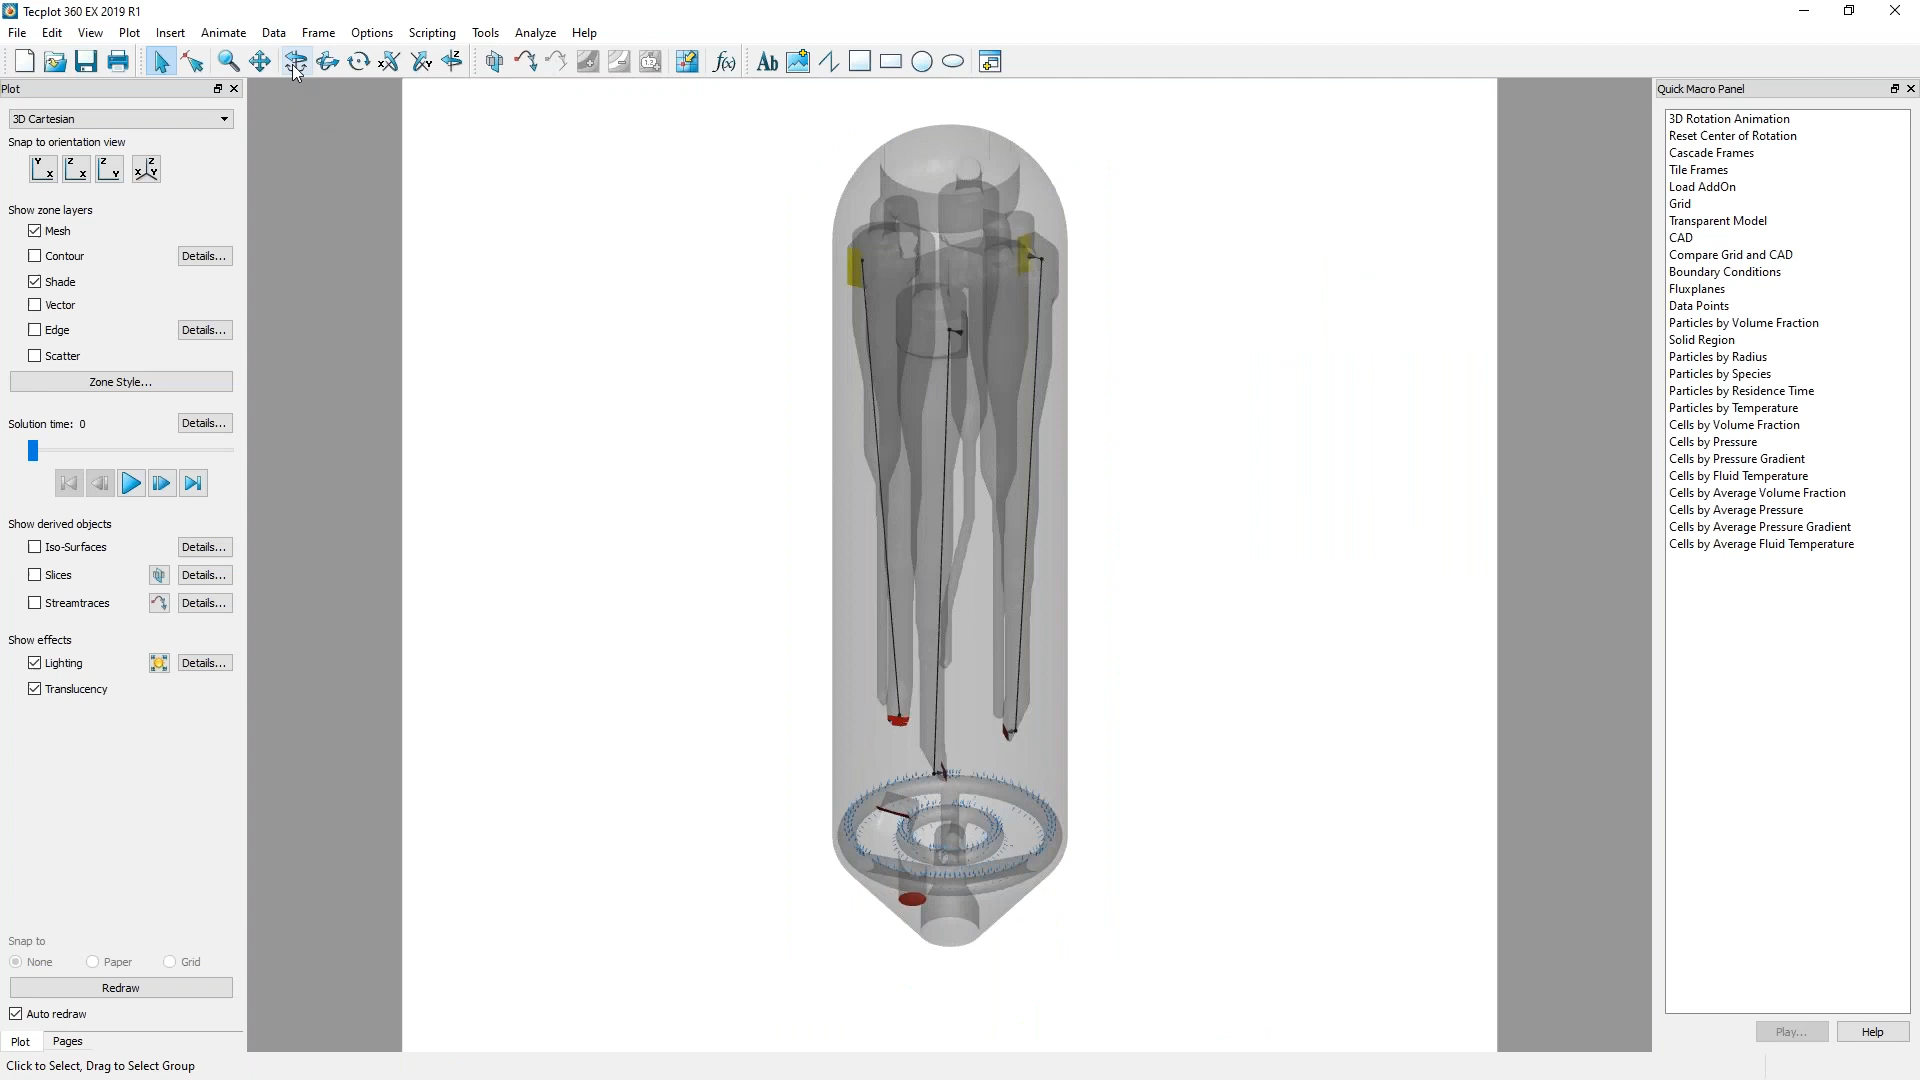 Tecplot 360 EX 2019 R1
File Edit View Plot Insert Animate Data Frame Options Scripting Tools Analyze Help
Plot
3D Cartesian
Snap to orientation view
Y X Z X Z Y Z X Y
Show zone layers
Mesh
Contour Details...
Shade
Vector
Edge Details...
Scatter
Zone Style...
Solution time: 0 Details...
Show derived objects
Iso-Surfaces Details...
Slices Details...
Streamtraces Details...
Show effects
Lighting Details...
Translucency
Snap to
None Paper Grid
Redraw
Auto redraw
Plot Pages
Click to Select, Drag to Select Group
Quick Macro Panel
3D Rotation Animation
Reset Center of Rotation
Cascade Frames
Tile Frames
Load AddOn
Grid
Transparent Model
CAD
Compare Grid and CAD
Boundary Conditions
Fluxplanes
Data Points
Particles by Volume Fraction
Solid Region
Particles by Radius
Particles by Species
Particles by Residence Time
Particles by Temperature
Cells by Volume Fraction
Cells by Pressure
Cells by Pressure Gradient
Cells by Fluid Temperature
Cells by Average Volume Fraction
Cells by Average Pressure
Cells by Average Pressure Gradient
Cells by Average Fluid Temperature
Play... Help